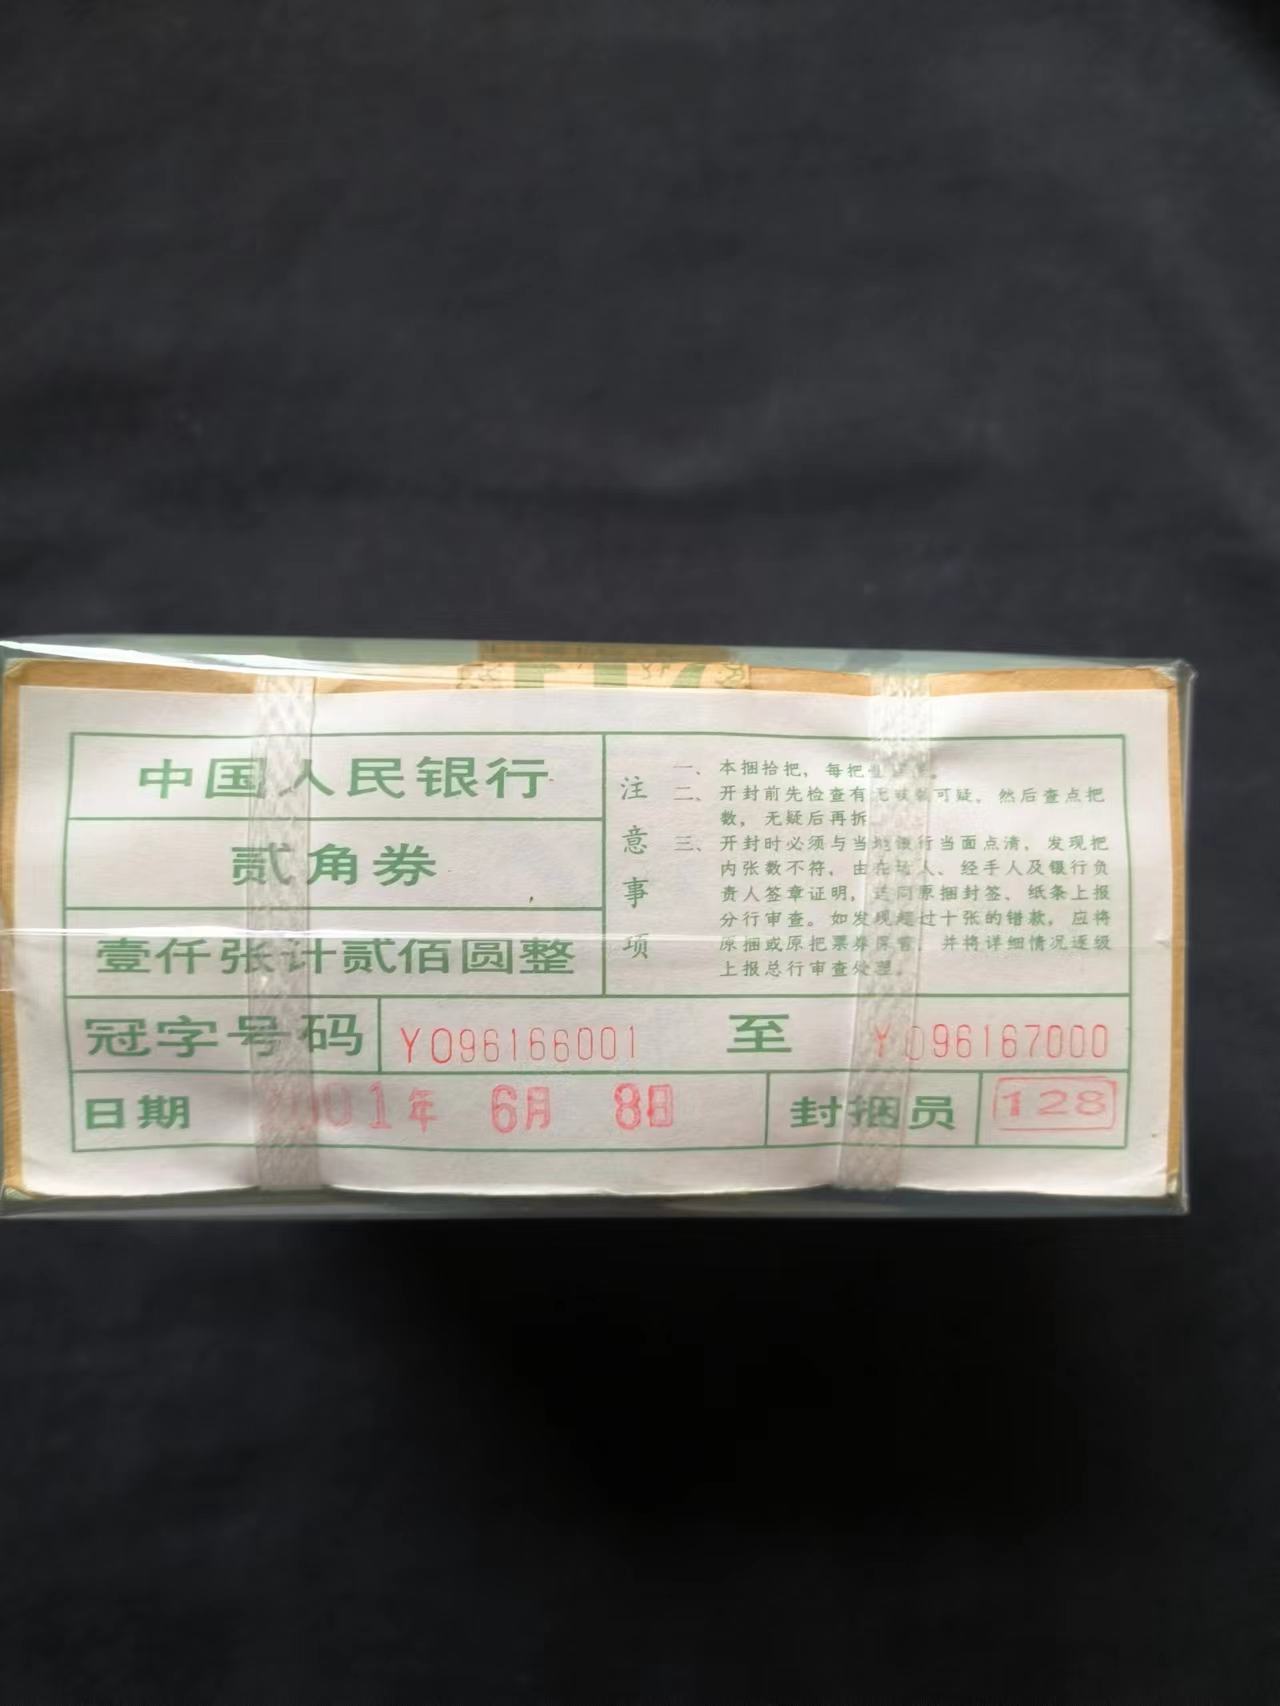 中国人民银行
贰角券
壹仟张计贰佰圆整
注意事项
一、本捆拾把，每把
二、开封前先检查有无 可疑，然后查点把
数，无疑后再拆
三、开封时必须与当地银行当面点清，发现把
内张数不符，由在场人、经手人及银行负
责人签章证明，连同原捆封签、纸条上报
分行审查。如发现超过十张的错款，应将
原捆或原把票券保管，并将详细情况逐级
上报总行审查处理。
冠字号码 Y096166001 至 Y096167000
日期 001年 6月 8日 封捆员 128